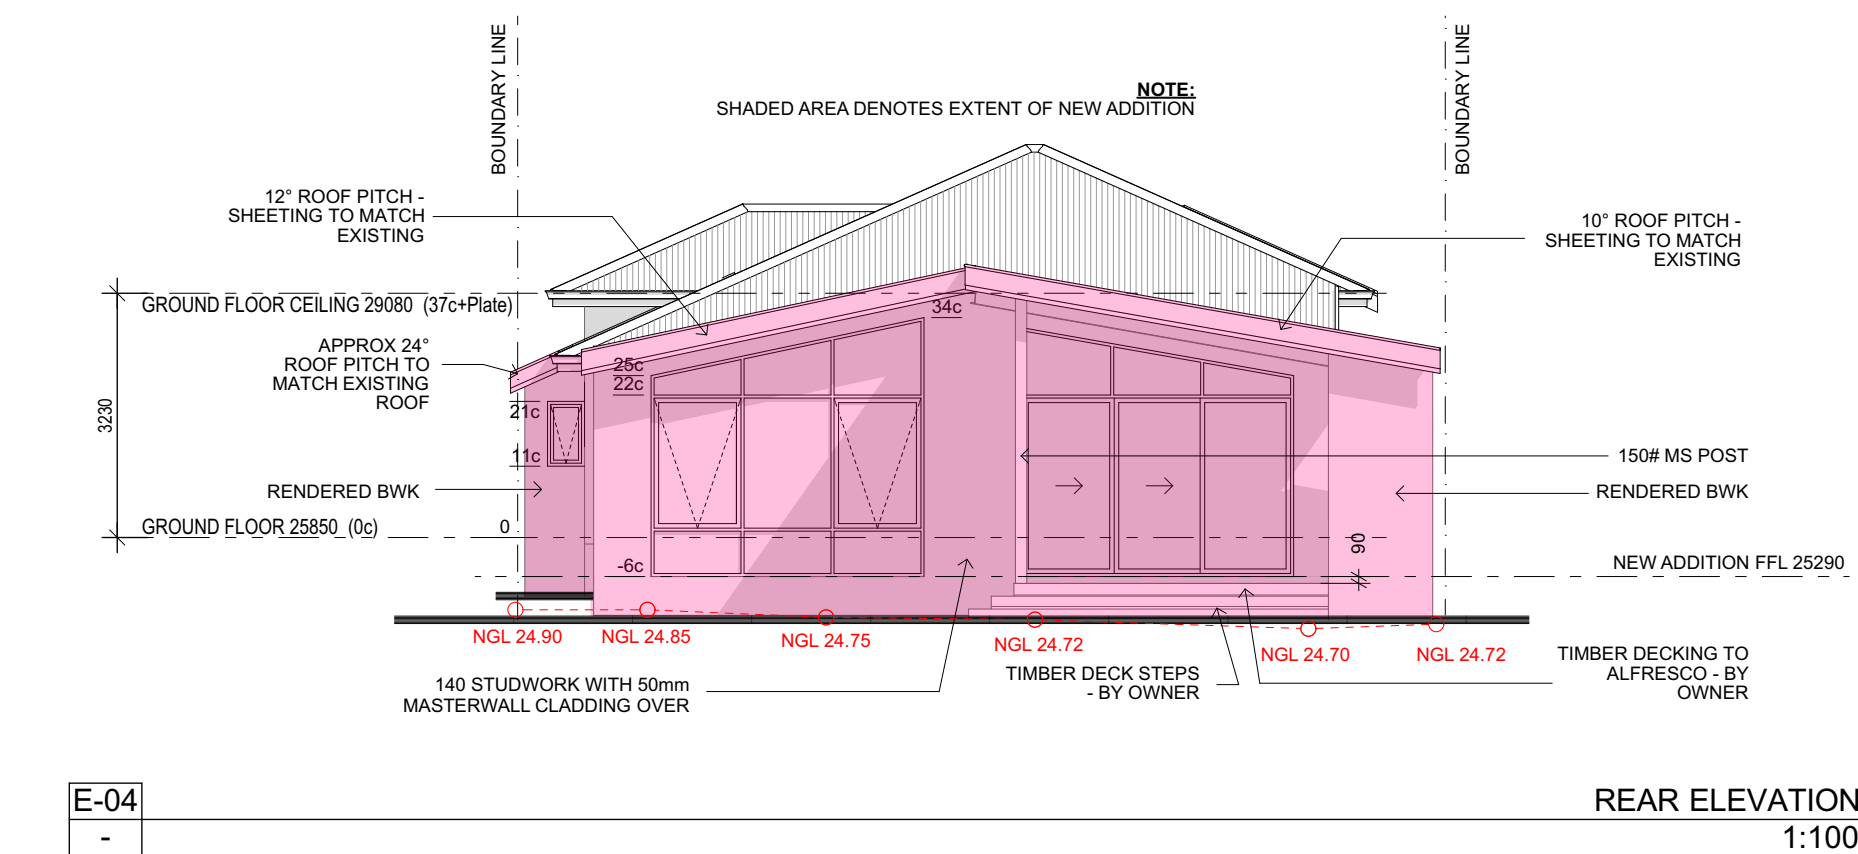 BOUNDARY LINE
BOUNDARY LINE
NOTE:
SHADED AREA DENOTES EXTENT OF NEW ADDITION
12° ROOF PITCH -
SHEETING TO MATCH
EXISTING
10° ROOF PITCH -
SHEETING TO MATCH
EXISTING
GROUND FLOOR CEILING 29080 (37c+Plate)
34c
APPROX 24°
ROOF PITCH TO
MATCH EXISTING
ROOF
25c
22c
21c
3230
11c
150# MS POST
RENDERED BWK
RENDERED BWK
GROUND FLOOR 25850 (0c)
0
90
-6c
NEW ADDITION FFL 25290
NGL 24.90
NGL 24.85
NGL 24.75
NGL 24.72
NGL 24.70
NGL 24.72
140 STUDWORK WITH 50mm
MASTERWALL CLADDING OVER
TIMBER DECK STEPS
- BY OWNER
TIMBER DECKING TO
ALFRESCO - BY
OWNER
E-04
-
REAR ELEVATION
1:100